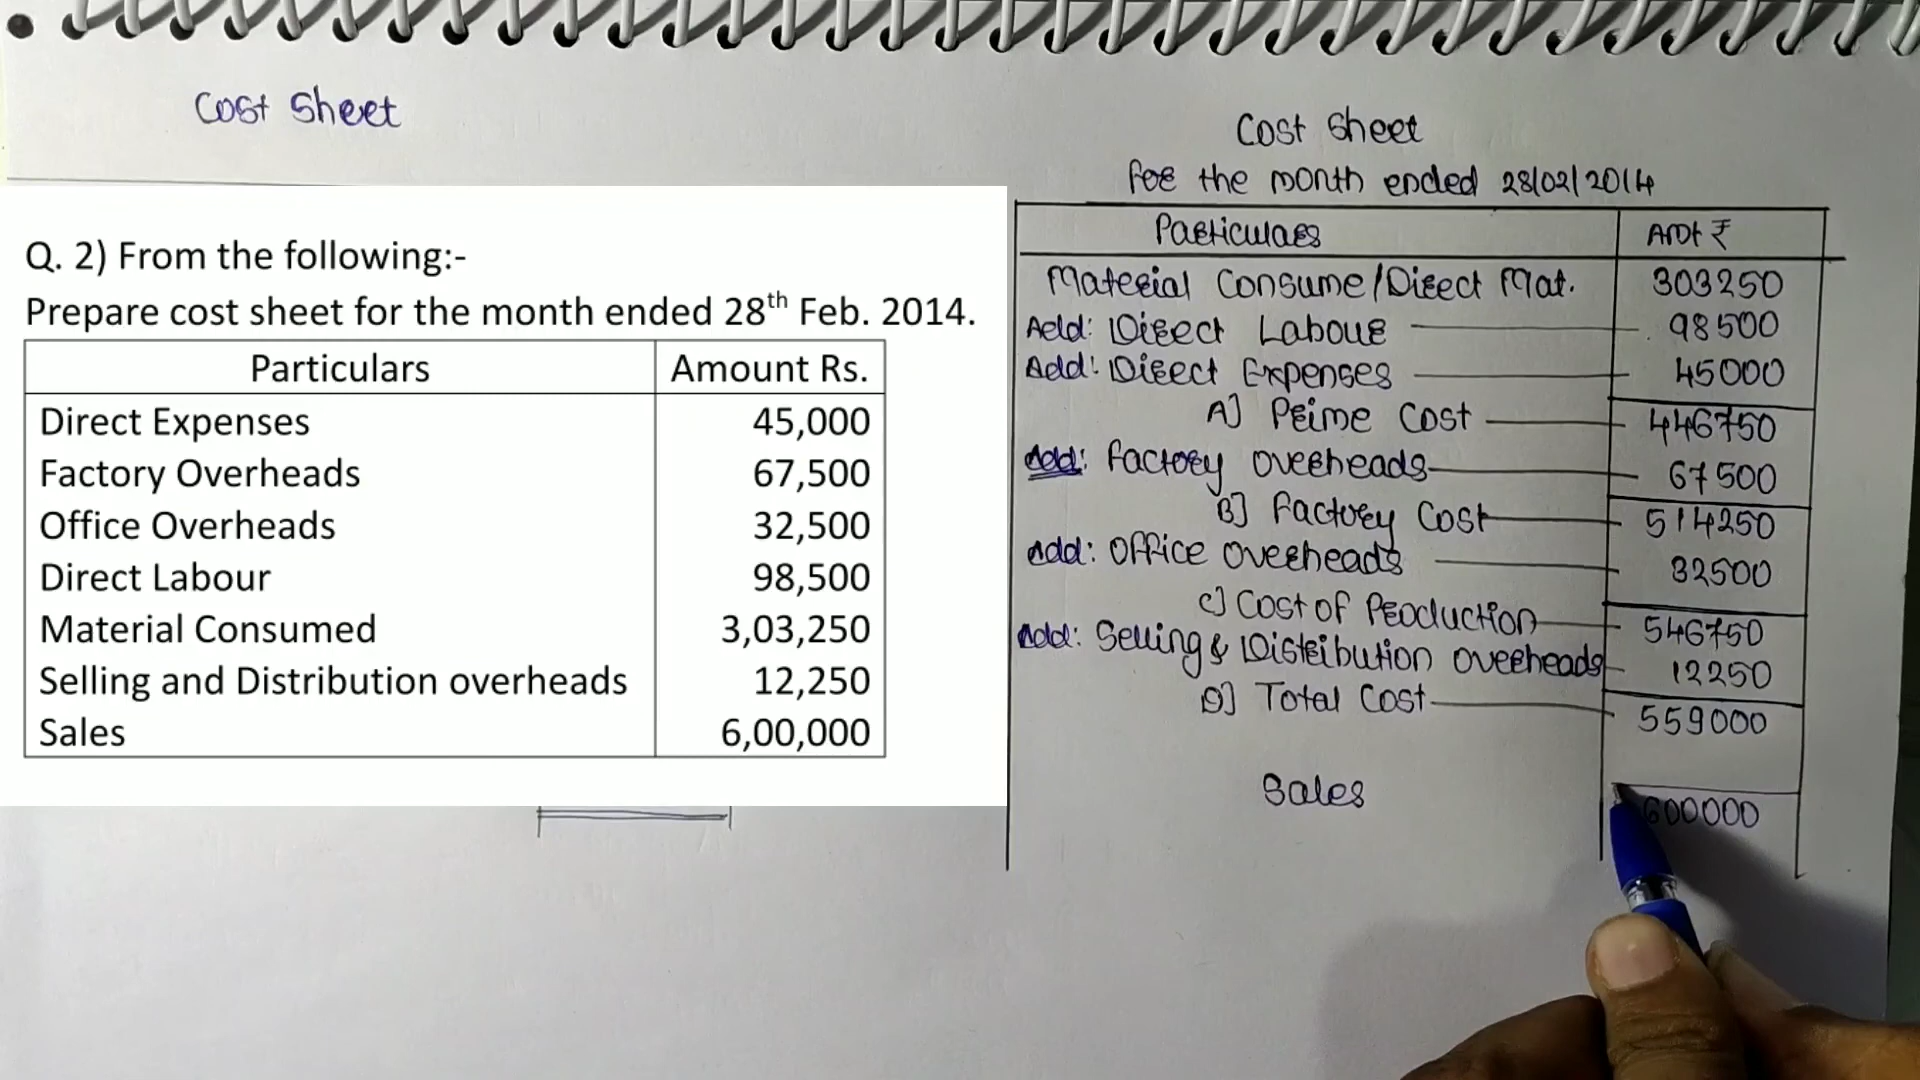 Cost Sheet
Q. 2) From the following:-
Prepare cost sheet for the month ended 28th Feb. 2014.
Particulars Amount Rs.
Direct Expenses 45,000
Factory Overheads 67,500
Office Overheads 32,500
Direct Labour 98,500
Material Consumed 3,03,250
Selling and Distribution overheads 12,250
Sales 6,00,000
Cost Sheet
for the month ended 28/02/2014
Particulars Amt ₹
Material Consume/Direct Mat. 303250
Add: Direct Labour 98500
Add: Direct Expenses 45000
A] Prime Cost 446750
Add: Factory overheads 67500
B] Factory Cost 514250
Add: Office overheads 32500
C] Cost of Production 546750
Add: Selling & Distribution overheads 12250
D] Total Cost 559000
Sales 600000